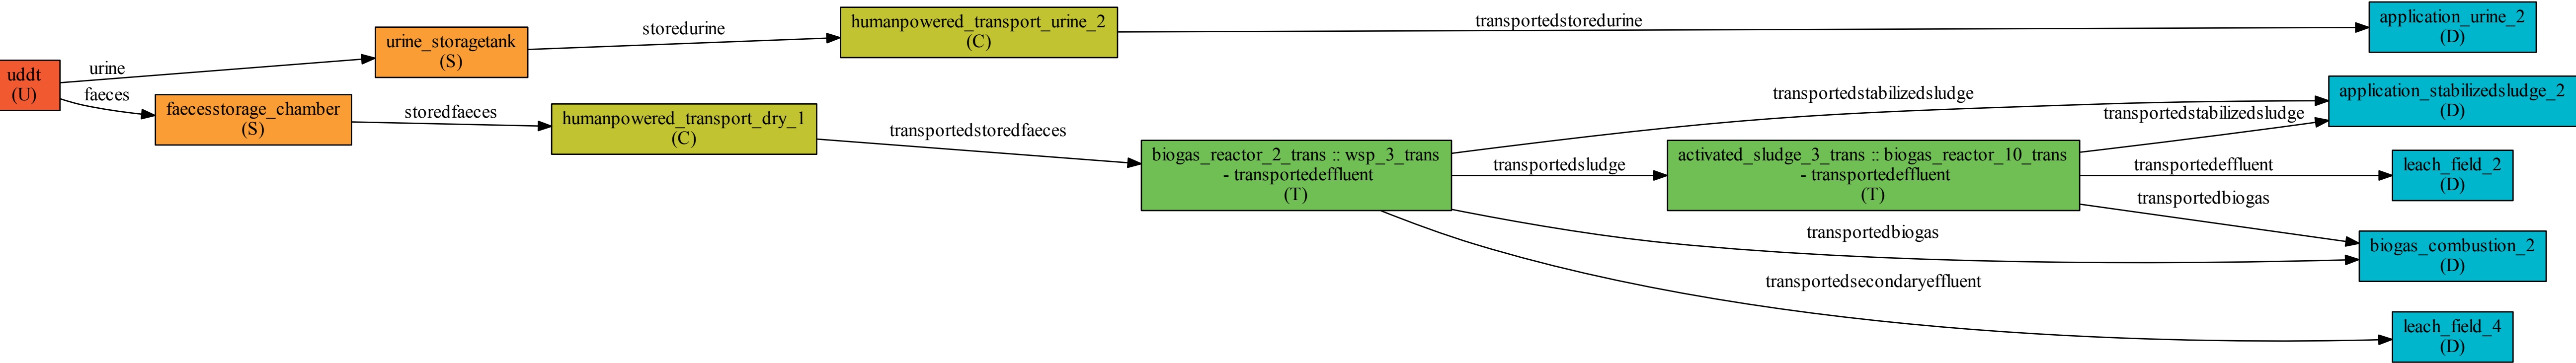 uddt
(U)
urine
faeces
urine_storagetank
(S)
faecesstorage_chamber
(S)
storedurine
storedfaeces
humanpowered_transport_urine_2
(C)
humanpowered_transport_dry_1
(C)
transportedstoredurine
transportedstoredfaeces
biogas_reactor_2_trans :: wsp_3_trans
- transportedeffluent
(T)
transportedsludge
activated_sludge_3_trans :: biogas_reactor_10_trans
- transportedeffluent
(T)
transportedstabilizedsludge
transportedstabilizedsludge
transportedeffluent
transportedbiogas
transportedbiogas
transportedsecondaryeffluent
application_urine_2
(D)
application_stabilizedsludge_2
(D)
leach_field_2
(D)
biogas_combustion_2
(D)
leach_field_4
(D)